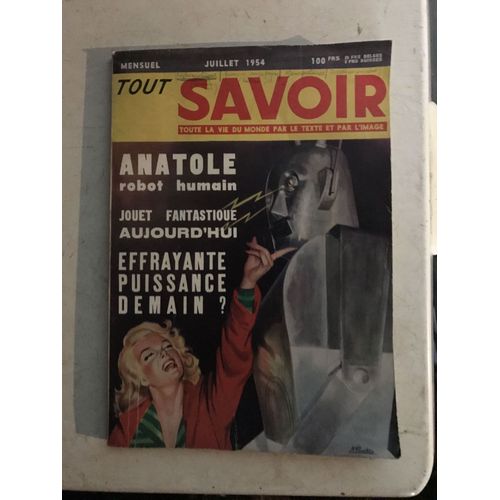 MENSUEL JUILLET 1954 100 FRS
TOUT
SAVOIR
TOUTE LA VIE DU MONDE PAR LE TEXTE ET PAR L'IMAGE
ANATOLE
robot humain
JOUET FANTASTIQUE
AUJOURD'HUI
EFFRAYANTE
PUISSANCE
DEMAIN ?